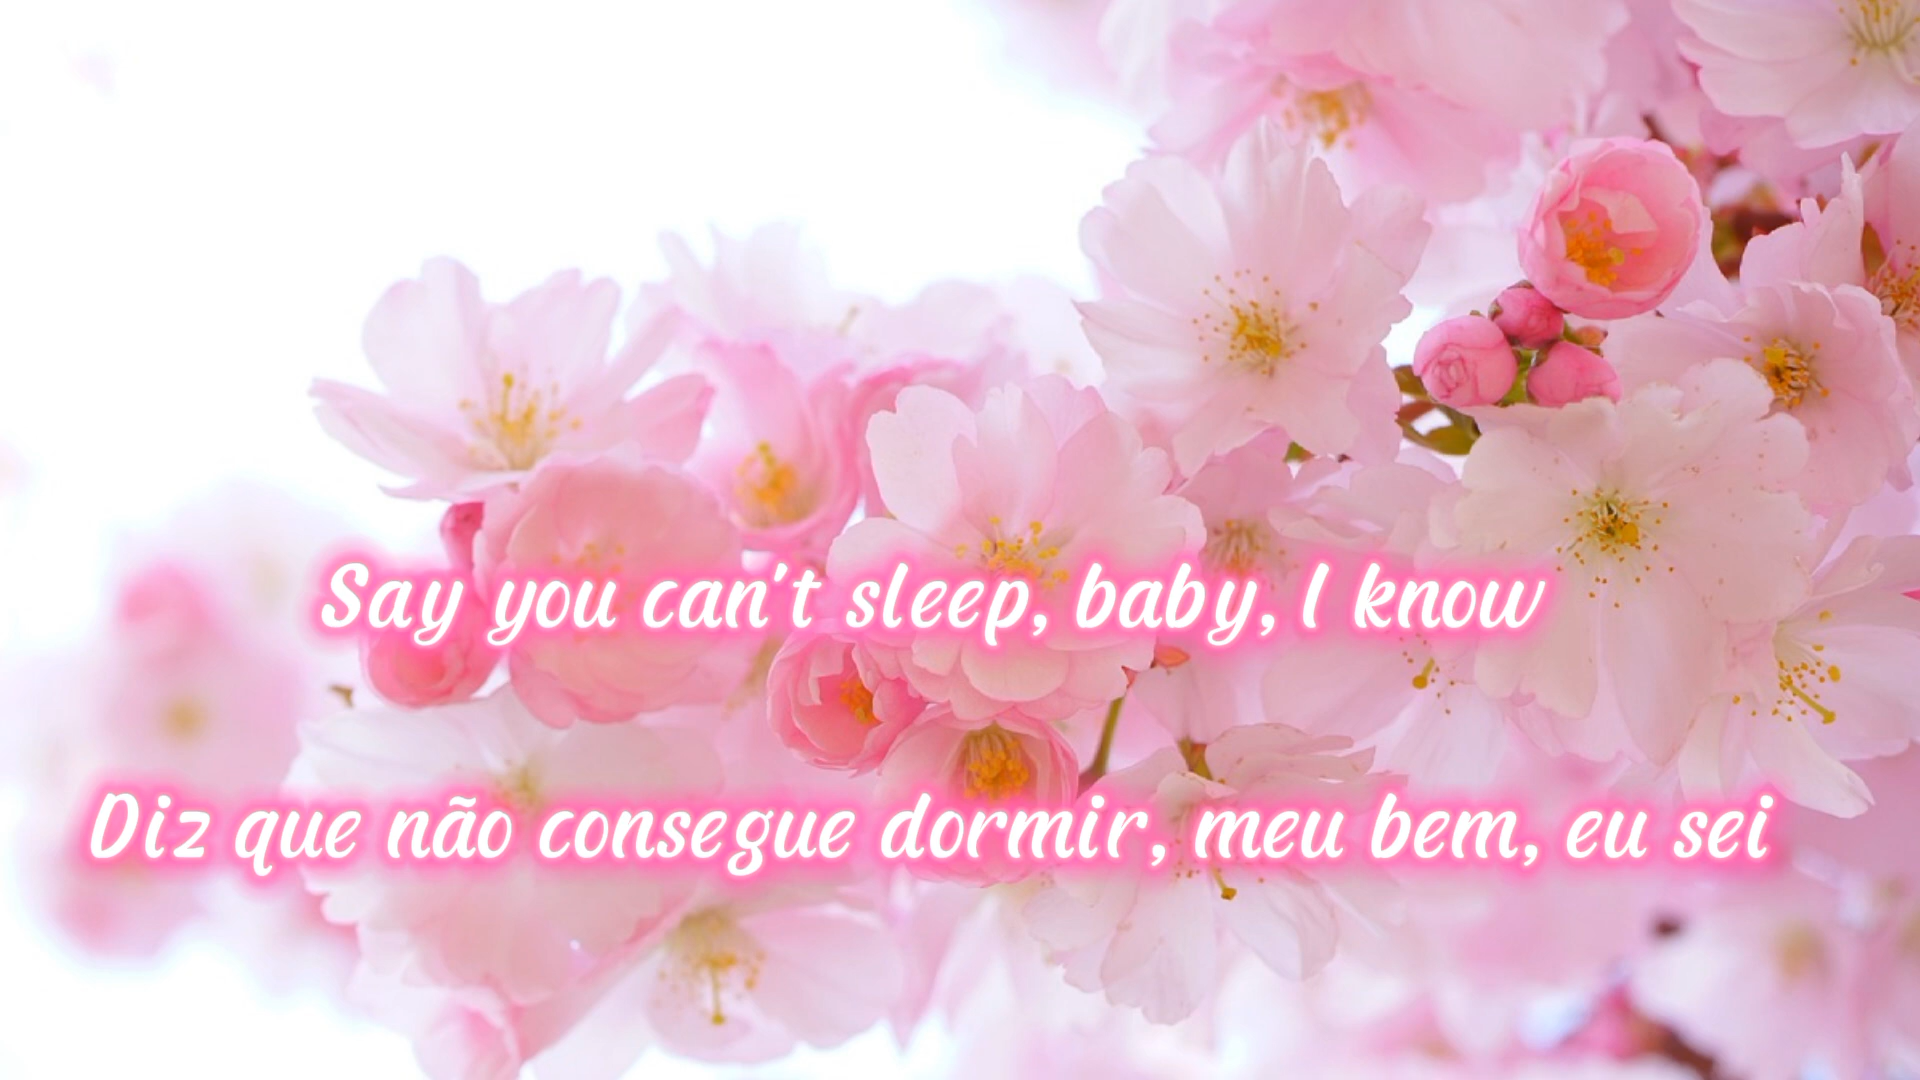 Say you can't sleep, baby, I know
Diz que não consegue dormir, meu bem, eu sei